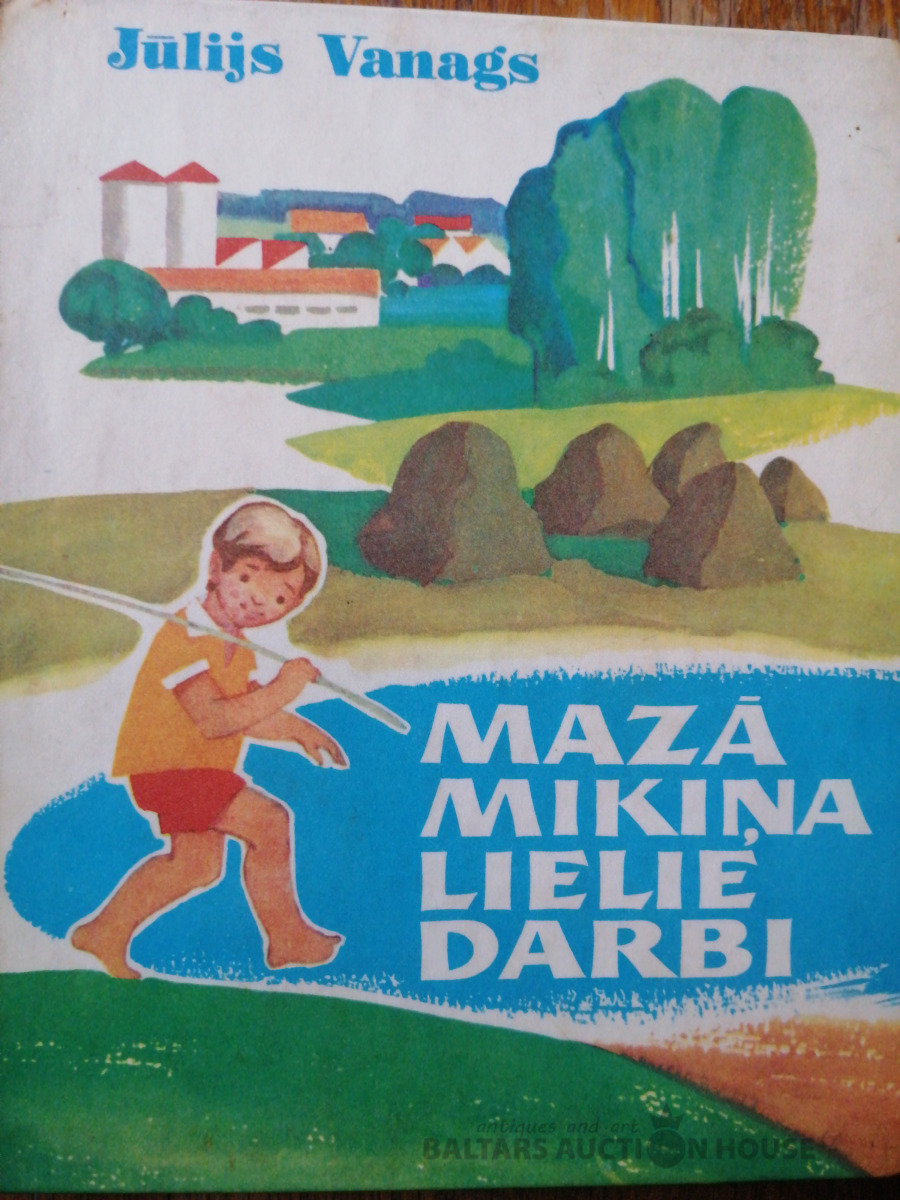 Jūlijs Vanags
MAZĀ
MIKIŅA
LIELIE
DARBI
antiques and art
BALTARS AUCTION HOUSE